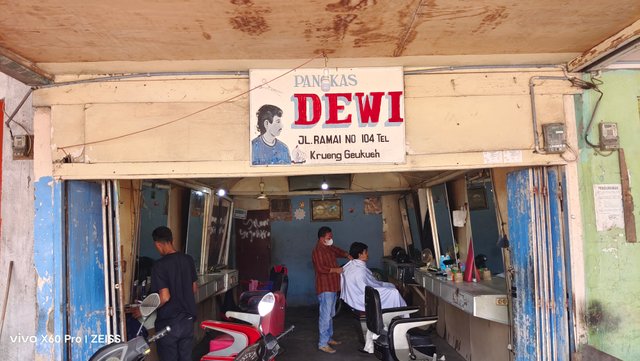 PANGKAS
DEWI
JL.RAMAI NO 104 TEL
Krueng Geukueh
vivo X60 Pro | ZEISS